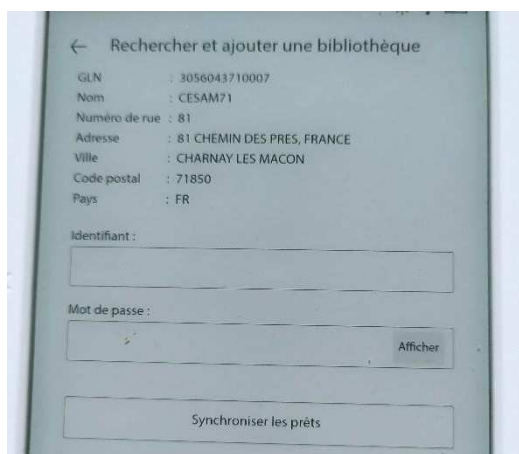 ← Rechercher et ajouter une bibliothèque
GLN : 3056043710007
Nom : CESAM71
Numéro de rue : 81
Adresse : 81 CHEMIN DES PRES, FRANCE
Ville : CHARNAY LES MACON
Code postal : 71850
Pays : FR
Identifiant :
Mot de passe :
Afficher
Synchroniser les prêts